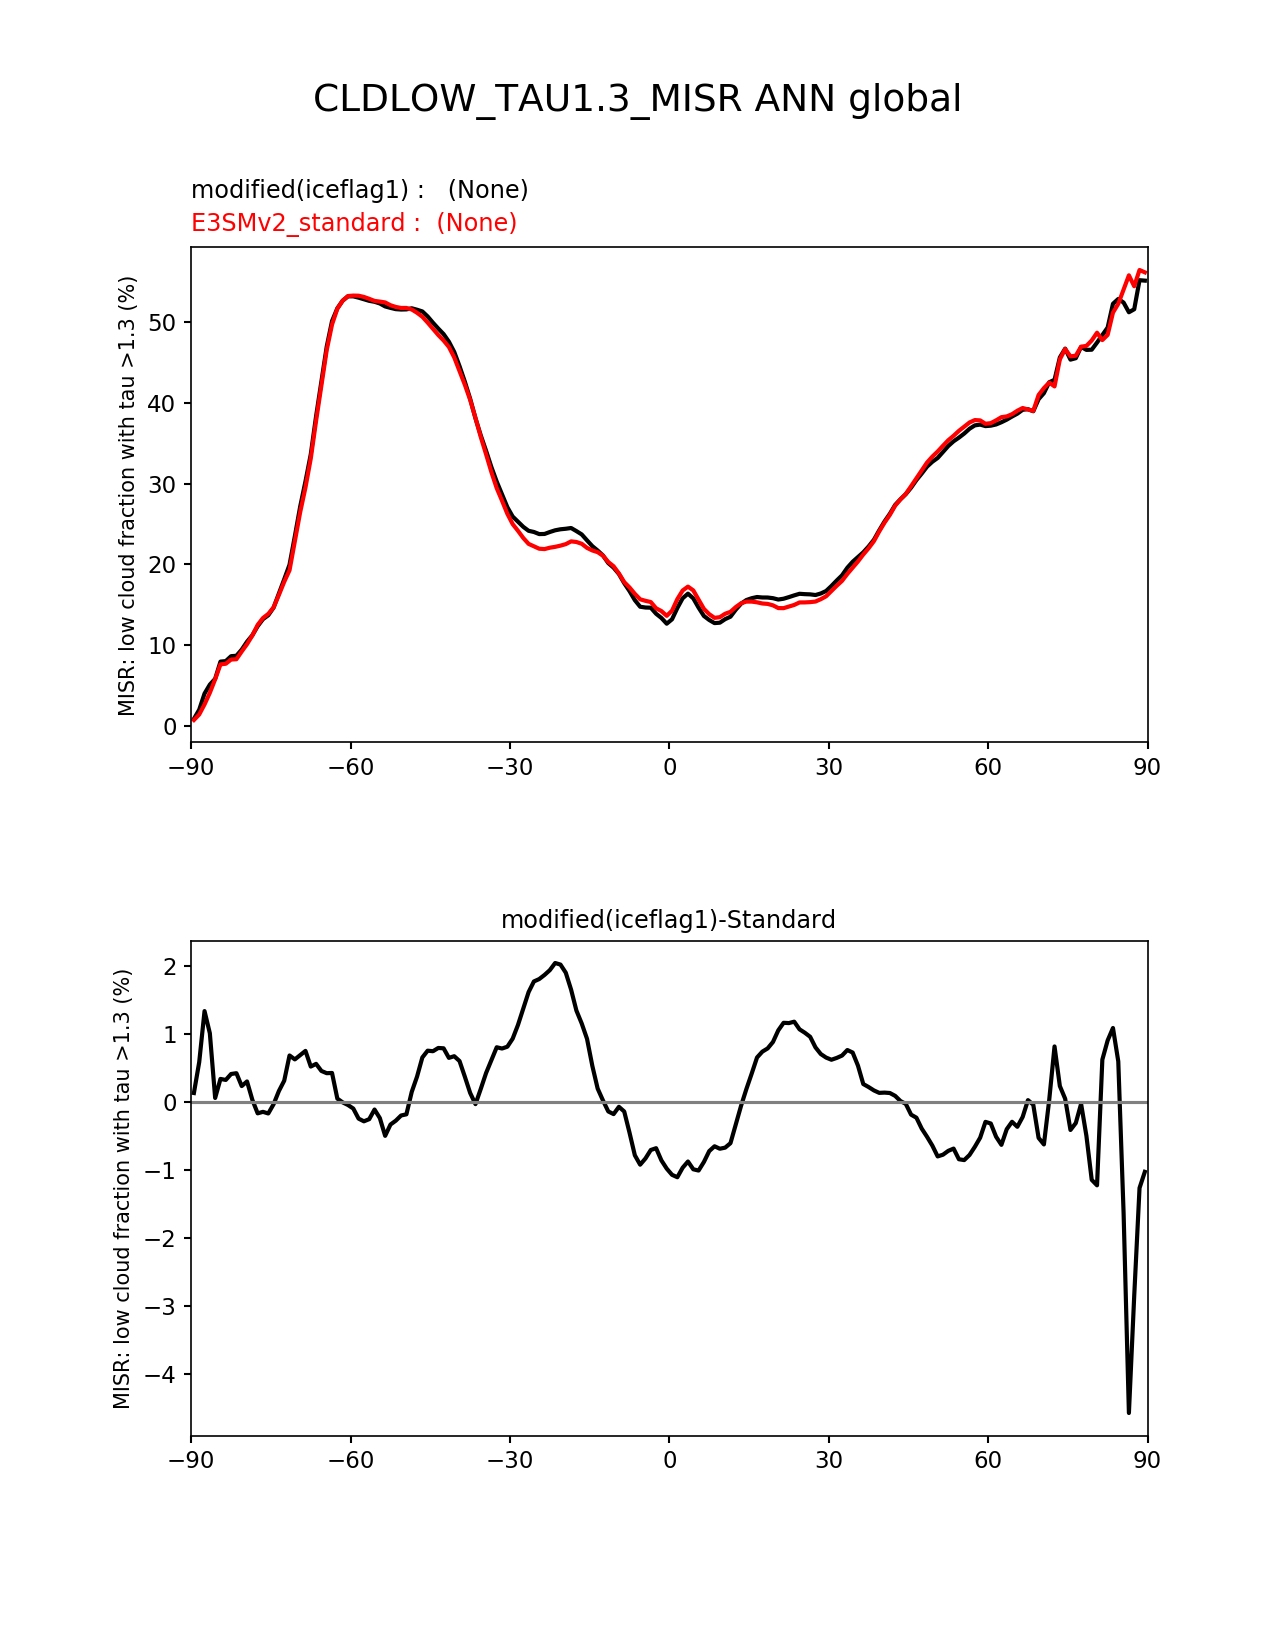 CLDLOW_TAU1.3_MISR ANN global
modified(iceflag1) :   (None)
E3SMv2_standard :  (None)
MISR: low cloud fraction with tau >1.3 (%)
50
40
30
20
10
0
−90 −60 −30 0 30 60 90
modified(iceflag1)-Standard
MISR: low cloud fraction with tau >1.3 (%)
2
1
0
−1
−2
−3
−4
−90 −60 −30 0 30 60 90